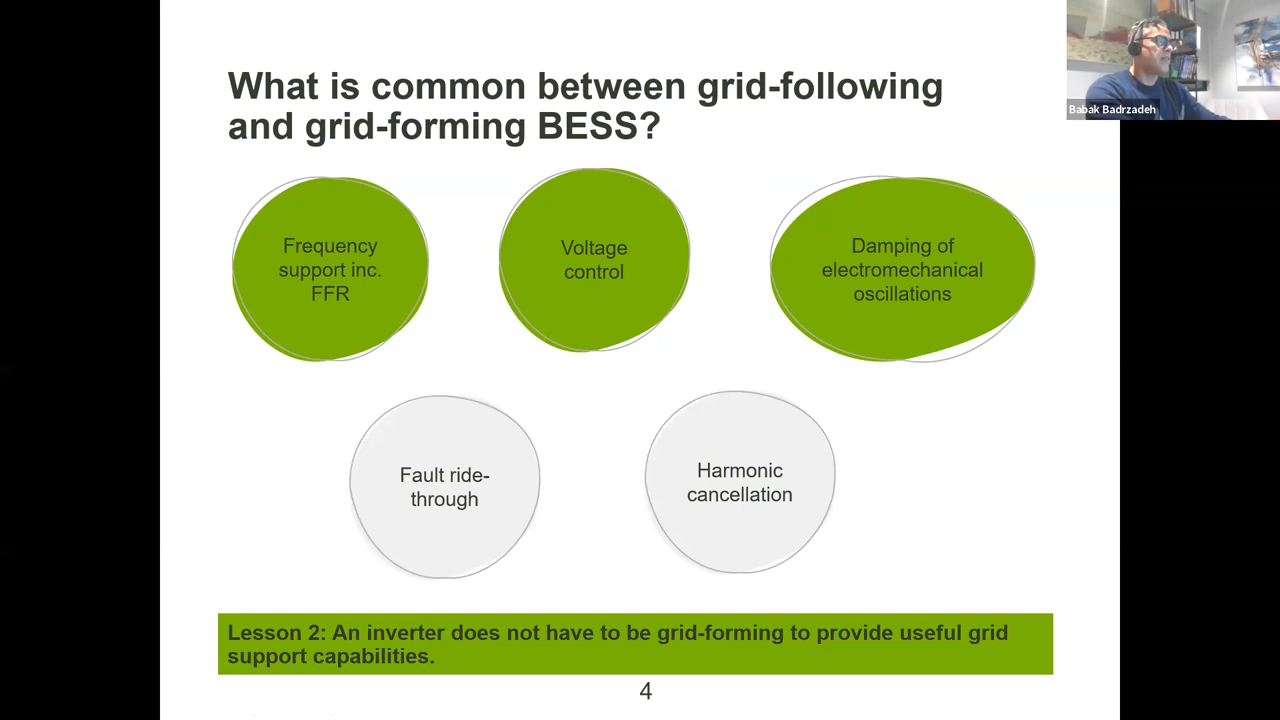 What is common between grid-following
and grid-forming BESS?
Babak Badrzadeh
Frequency
support inc.
FFR
Voltage
control
Damping of
electromechanical
oscillations
Fault ride-
through
Harmonic
cancellation
Lesson 2: An inverter does not have to be grid-forming to provide useful grid
support capabilities.
4